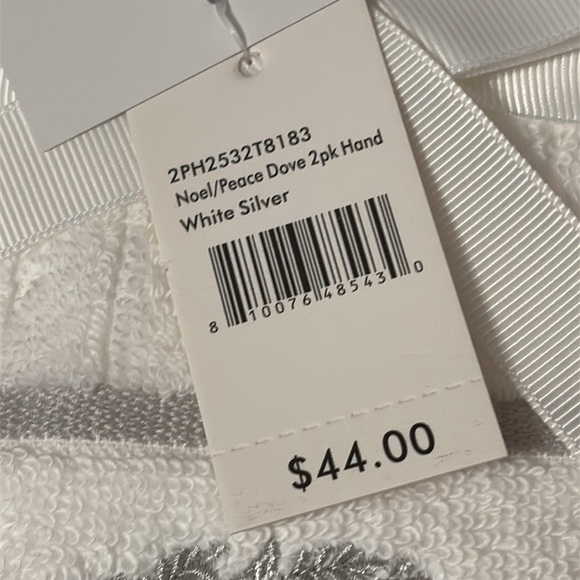 2PH2532T8183
Noel/Peace Dove 2pk Hand
White Silver
8 10076 48543 0
$44.00